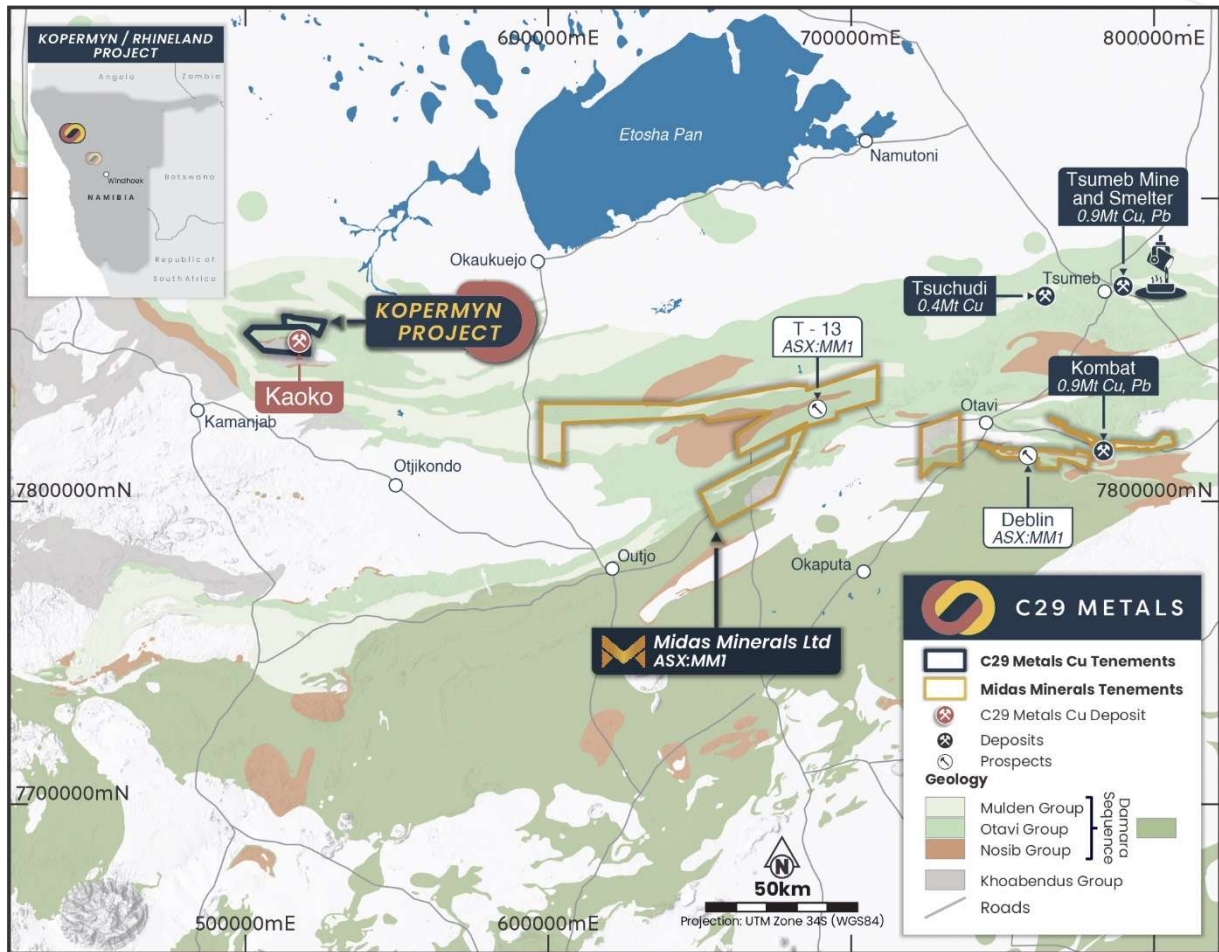 KOPERMYN / RHINELAND
PROJECT
Angola
Zambia
Windhoek
NAMIBIA
Botswana
Republic of
South Africa
600000mE
700000mE
800000mE
Etosha Pan
Namutoni
Okaukuejo
Tsumeb Mine
and Smelter
0.9Mt Cu, Pb
Tsumeb
Tsuchudi
0.4Mt Cu
KOPERMYN
PROJECT
Kaoko
T - 13
ASX:MM1
Kombat
0.9Mt Cu, Pb
Otavi
Kamanjab
Otjikondo
7800000mN
7800000mN
Deblin
ASX:MM1
Outjo
Okaputa
Midas Minerals Ltd
ASX:MM1
7700000mN
500000mE
600000mE
N
50km
Projection: UTM Zone 34S (WGS84)
C29 METALS
C29 Metals Cu Tenements
Midas Minerals Tenements
C29 Metals Cu Deposit
Deposits
Prospects
Geology
Mulden Group
Otavi Group
Nosib Group
Damara
Sequence
Khoabendus Group
Roads